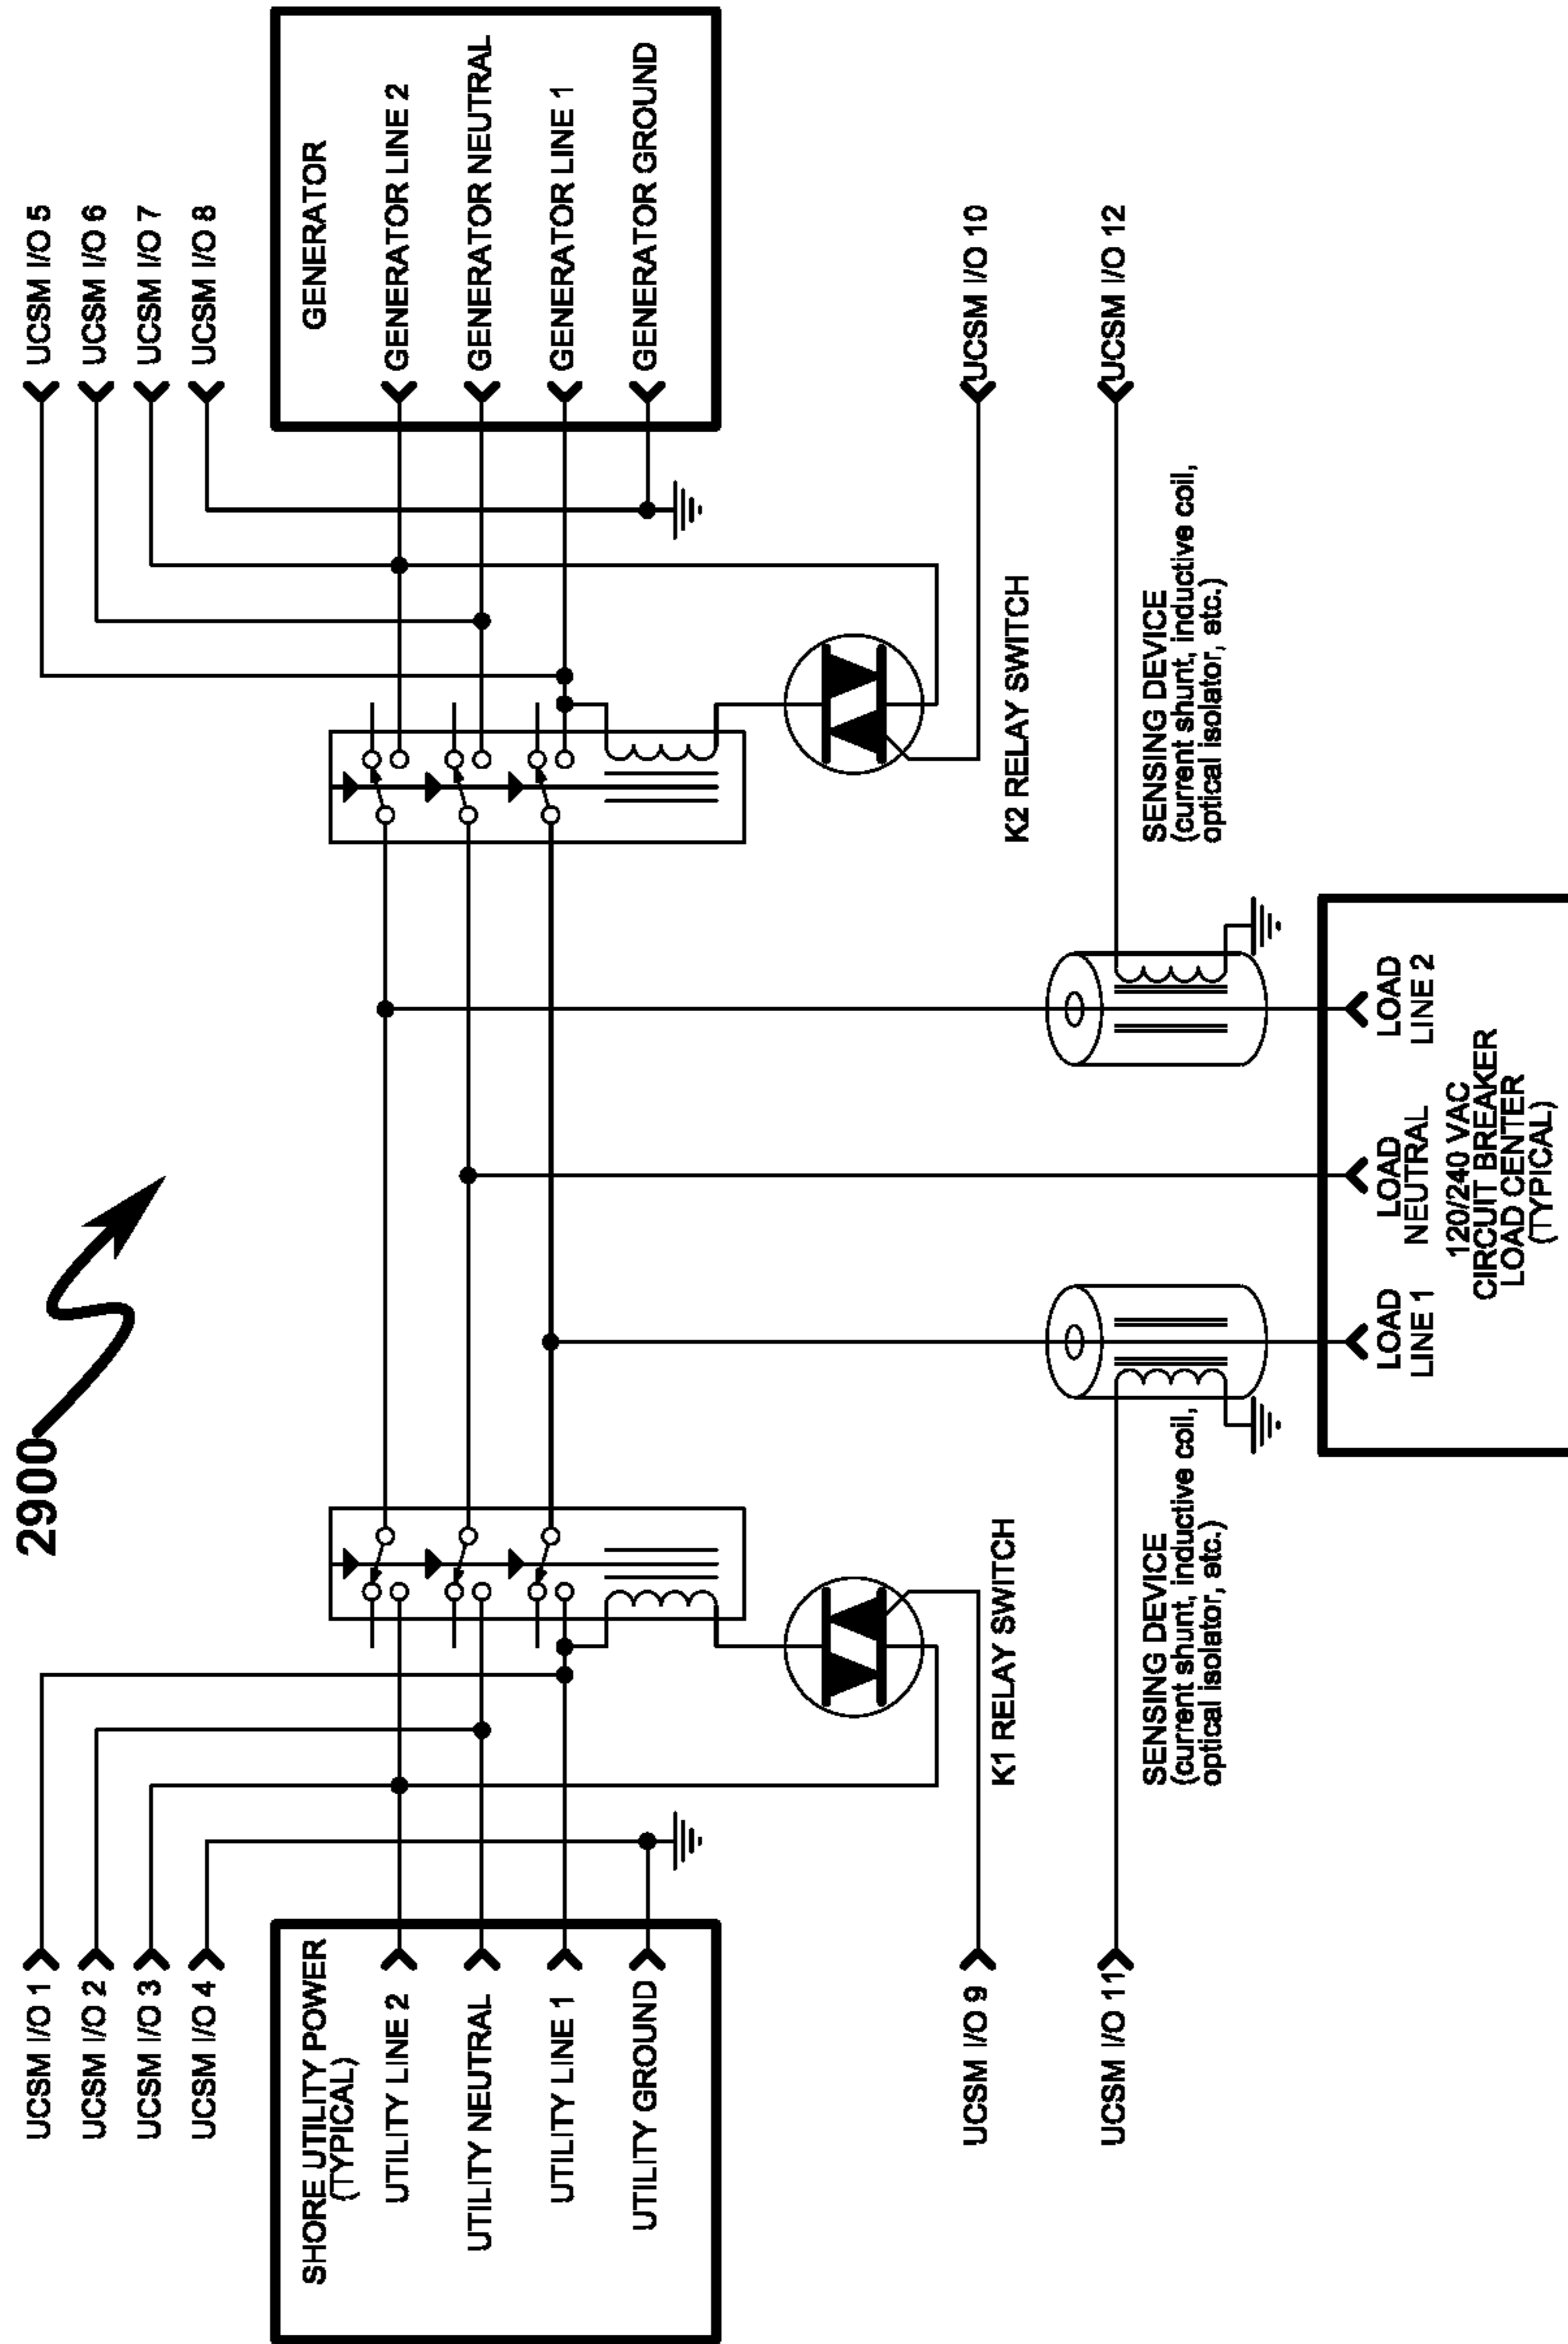 2900
UCSM I/O 1
UCSM I/O 2
UCSM I/O 3
UCSM I/O 4
UCSM I/O 5
UCSM I/O 6
UCSM I/O 7
UCSM I/O 8
SHORE UTILITY POWER
(TYPICAL)
UTILITY LINE 2
UTILITY NEUTRAL
UTILITY LINE 1
UTILITY GROUND
GENERATOR
GENERATOR LINE 2
GENERATOR NEUTRAL
GENERATOR LINE 1
GENERATOR GROUND
UCSM I/O 9
UCSM I/O 10
K1 RELAY SWITCH
K2 RELAY SWITCH
UCSM I/O 11
UCSM I/O 12
SENSING DEVICE
(current shunt, inductive coil,
optical isolator, etc.)
SENSING DEVICE
(current shunt, inductive coil,
optical isolator, etc.)
LOAD
LINE 1
LOAD
NEUTRAL
LOAD
LINE 2
120/240 VAC
CIRCUIT BREAKER
LOAD CENTER
(TYPICAL)